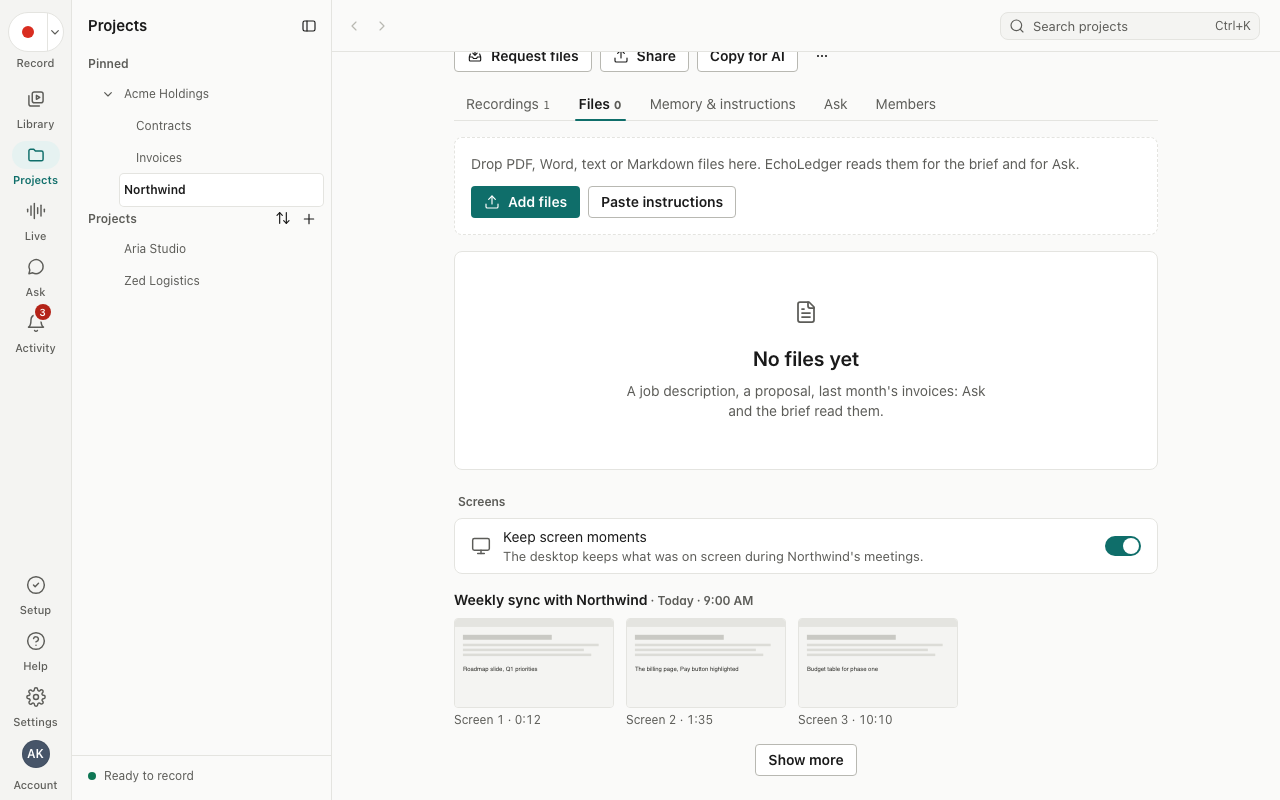 Record
Library
Projects
Live
Ask
3
Activity
Setup
Help
Settings
AK
Account
Projects
Pinned
Acme Holdings
Contracts
Invoices
Northwind
Projects
Aria Studio
Zed Logistics
Ready to record
Search projects Ctrl+K
Request files Share Copy for AI ...
Recordings 1 Files 0 Memory & instructions Ask Members
Drop PDF, Word, text or Markdown files here. EchoLedger reads them for the brief and for Ask.
Add files Paste instructions
No files yet
A job description, a proposal, last month's invoices: Ask
and the brief read them.
Screens
Keep screen moments
The desktop keeps what was on screen during Northwind's meetings.
Weekly sync with Northwind · Today · 9:00 AM
Roadmap slide, Q1 priorities
The billing page, Pay button highlighted
Budget table for phase one
Screen 1 · 0:12
Screen 2 · 1:35
Screen 3 · 10:10
Show more